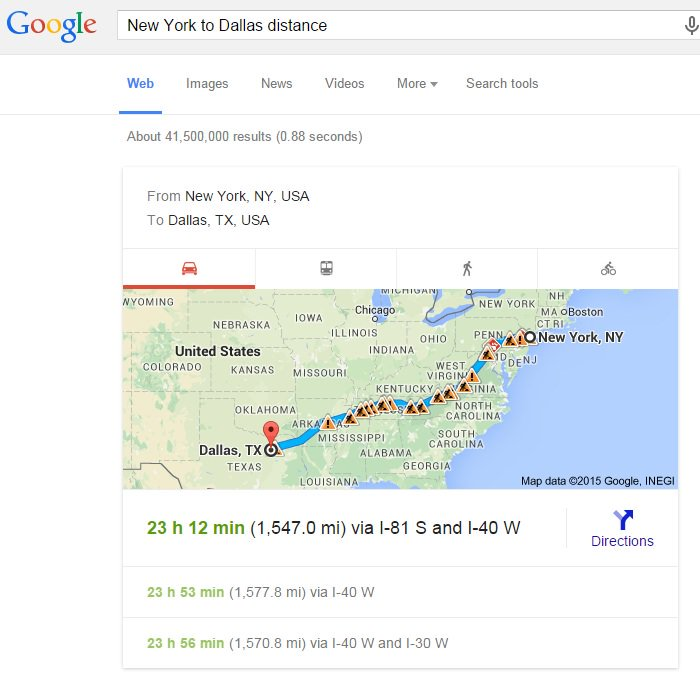 Google
New York to Dallas distance
Web Images News Videos More Search tools
About 41,500,000 results (0.88 seconds)
From New York, NY, USA
To Dallas, TX, USA
MICHIGAN
WYOMING
NH
NEW YORK
IOWA
Chicago
MA Boston
NEBRASKA
CT RI
ILLINOIS
OHIO
PENN
New York, NY
United States
INDIANA
MD DE NJ
COLORADO
KANSAS
MISSOURI
WEST
VIRGINIA
KENTUCKY
INIA
OKLAHOMA
NORTH
CAROLINA
ARKA
MISSISSIPPI
SOUTH
CAROLINA
Dallas, TX
ALABAMA
TEXAS
GEORGIA
LOUISIANA
Map data ©2015 Google, INEGI
23 h 12 min (1,547.0 mi) via I-81 S and I-40 W
Directions
23 h 53 min (1,577.8 mi) via I-40 W
23 h 56 min (1,570.8 mi) via I-40 W and I-30 W